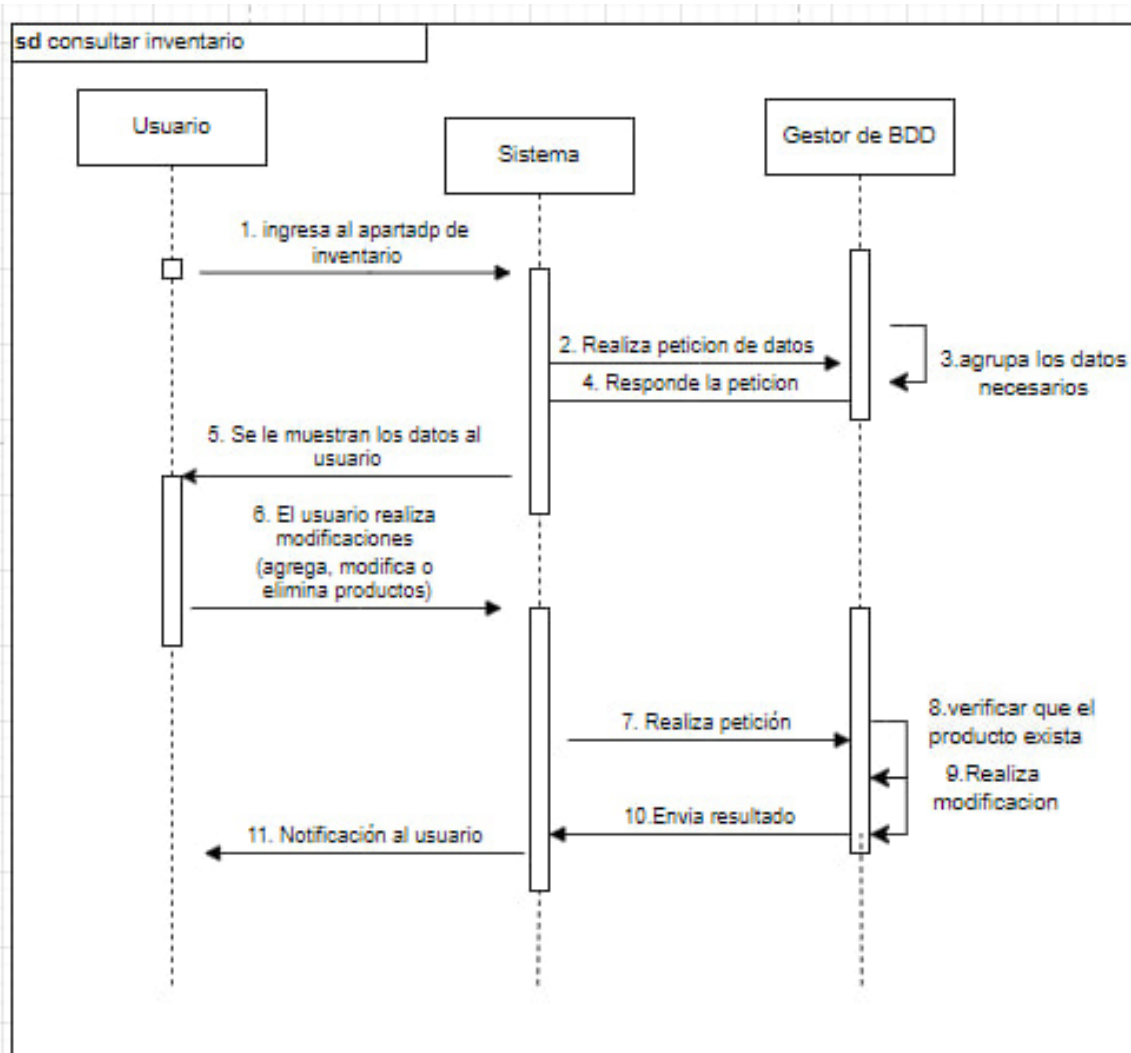 sd consultar inventario
Usuario
Sistema
Gestor de BDD
1. ingresa al apartadp de
inventario
2. Realiza peticion de datos
3.agrupa los datos
necesarios
4. Responde la peticion
5. Se le muestran los datos al
usuario
6. El usuario realiza
modificaciones
(agrega, modifica o
elimina productos)
7. Realiza petición
8.verificar que el
producto exista
9.Realiza
modificacion
10.Envia resultado
11. Notificación al usuario